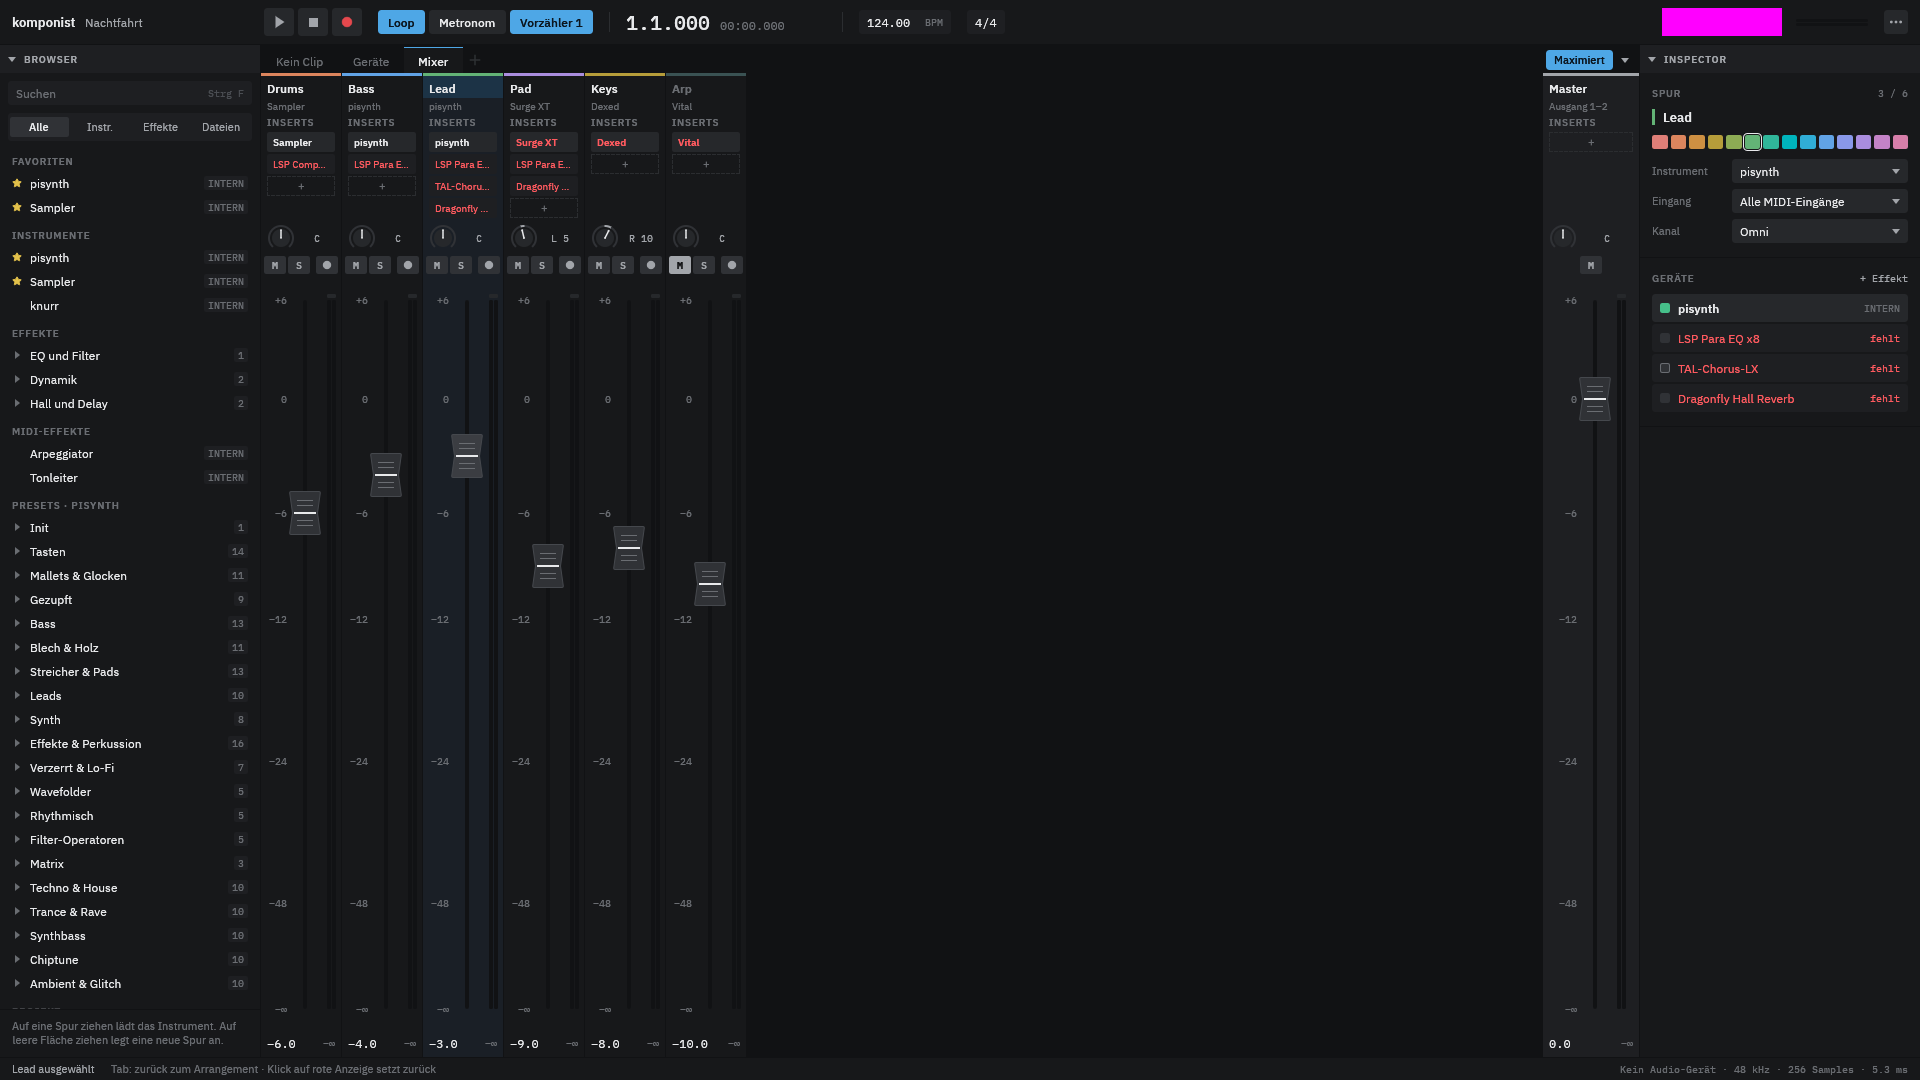 komponist Nachtfahrt
Loop Metronom Vorzähler 1 1.1.000 00:00.000 124.00 BPM 4/4
BROWSER
Suchen Strg F
Alle Instr. Effekte Dateien
FAVORITEN
pisynth INTERN
Sampler INTERN
INSTRUMENTE
pisynth INTERN
Sampler INTERN
knurr INTERN
EFFEKTE
EQ und Filter 1
Dynamik 2
Hall und Delay 2
MIDI-EFFEKTE
Arpeggiator INTERN
Tonleiter INTERN
PRESETS · PISYNTH
Init 1
Tasten 14
Mallets & Glocken 11
Gezupft 9
Bass 13
Blech & Holz 11
Streicher & Pads 13
Leads 10
Synth 8
Effekte & Perkussion 16
Verzerrt & Lo-Fi 7
Wavefolder 5
Rhythmisch 5
Filter-Operatoren 5
Matrix 3
Techno & House 10
Trance & Rave 10
Synthbass 10
Chiptune 10
Ambient & Glitch 10
Auf eine Spur ziehen lädt das Instrument. Auf
leere Fläche ziehen legt eine neue Spur an.
Kein Clip Geräte Mixer +
Maximiert
Drums Bass Lead Pad Keys Arp Master
Sampler pisynth pisynth Surge XT Dexed Vital Ausgang 1–2
INSERTS INSERTS INSERTS INSERTS INSERTS INSERTS INSERTS
Sampler pisynth pisynth Surge XT Dexed Vital +
LSP Comp... LSP Para E... LSP Para E... LSP Para E... + +
+ + TAL-Choru... Dragonfly ...
Dragonfly ... +
C C C L 5 R 10 C C
M S M S M S M S M S M S M
+6 +6 +6 +6 +6 +6 +6
0 0 0 0 0 0 0
−6 −6 −6 −6 −6 −6 −6
−12 −12 −12 −12 −12 −12 −12
−24 −24 −24 −24 −24 −24 −24
−48 −48 −48 −48 −48 −48 −48
−∞ −∞ −∞ −∞ −∞ −∞ −∞
−6.0 −∞ −4.0 −∞ −3.0 −∞ −9.0 −∞ −8.0 −∞ −10.0 −∞ 0.0 −∞
INSPECTOR
SPUR 3 / 6
Lead
Instrument pisynth
Eingang Alle MIDI-Eingänge
Kanal Omni
GERÄTE + Effekt
pisynth INTERN
LSP Para EQ x8 fehlt
TAL-Chorus-LX fehlt
Dragonfly Hall Reverb fehlt
Lead ausgewählt Tab: zurück zum Arrangement · Klick auf rote Anzeige setzt zurück
Kein Audio-Gerät · 48 kHz · 256 Samples · 5.3 ms